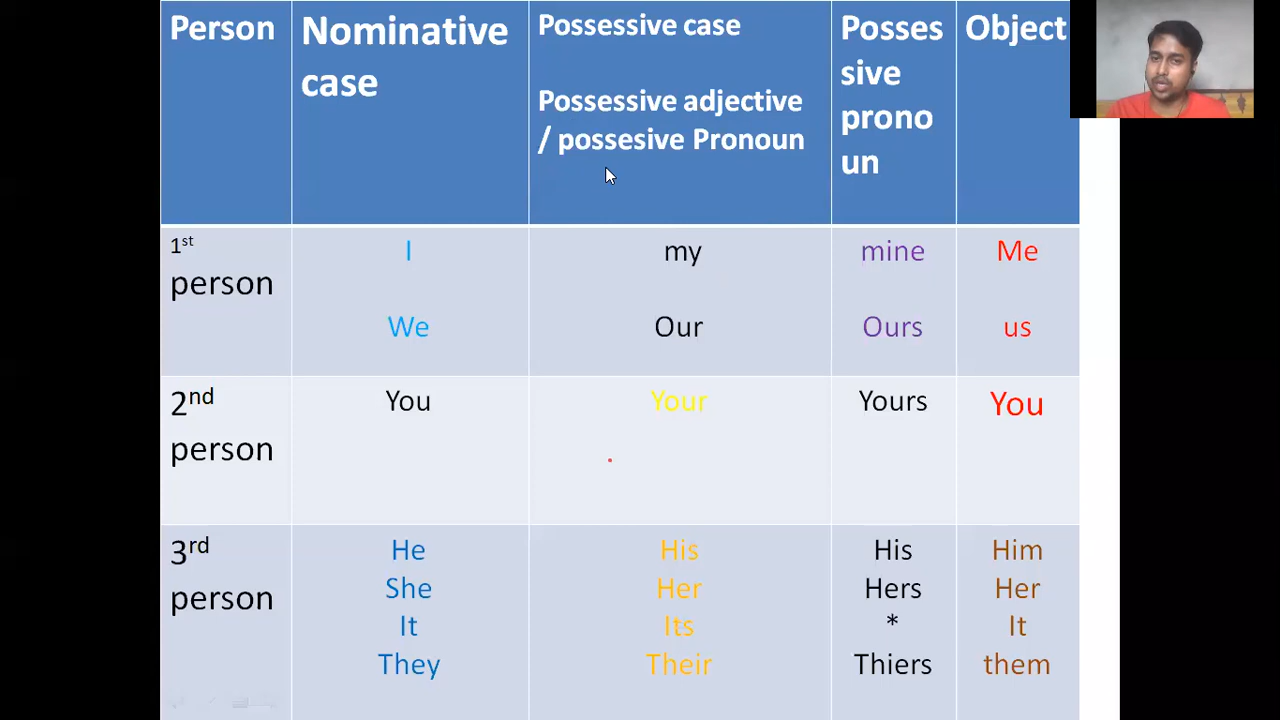 Person
Nominative
case
Possessive case
Possessive adjective
/ possesive Pronoun
Posses
sive
prono
un
Object
1st
person
I
my
mine
Me
We
Our
Ours
us
2nd
person
You
Your
Yours
You
3rd
person
He
His
His
Him
She
Her
Hers
Her
It
Its
*
It
They
Their
Thiers
them